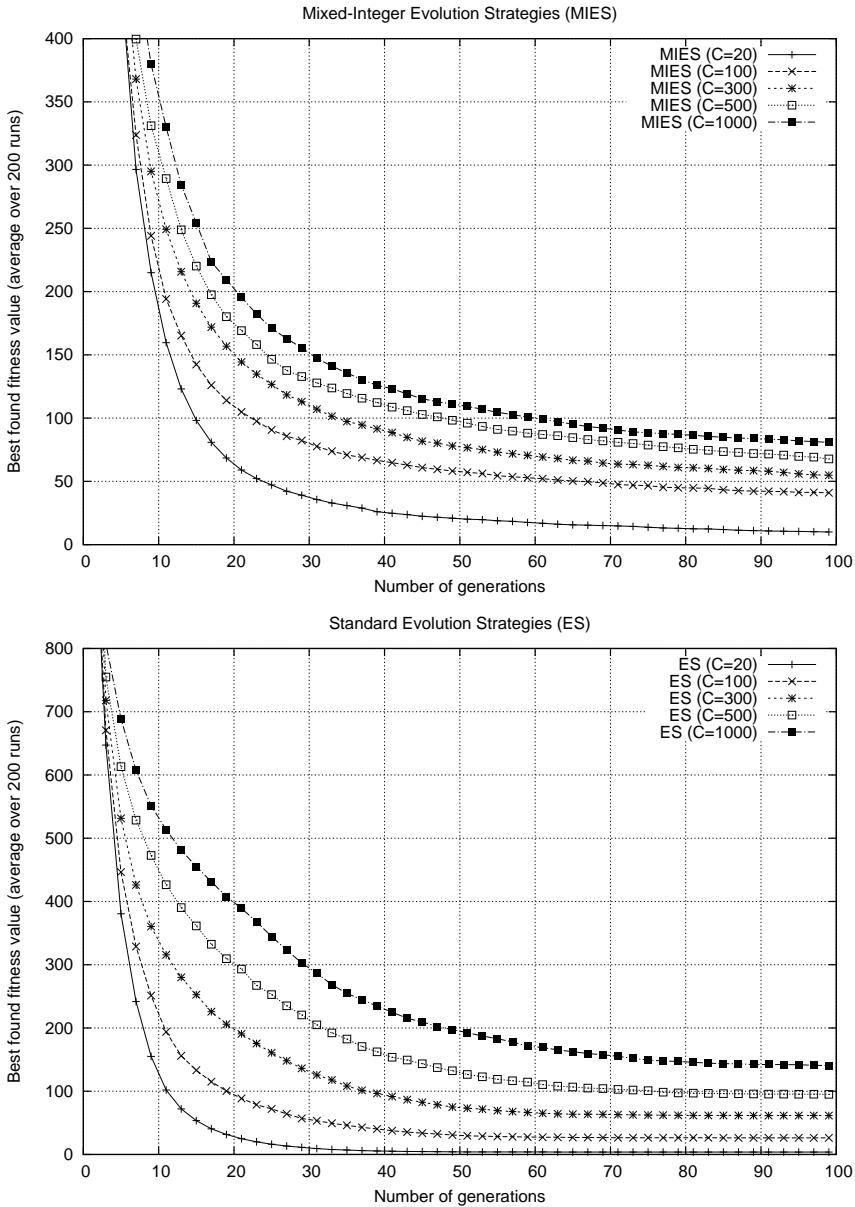 Mixed-Integer Evolution Strategies (MIES)
Best found fitness value (average over 200 runs)
400
350
300
250
200
150
100
50
0
MIES (C=20)
MIES (C=100)
MIES (C=300)
MIES (C=500)
MIES (C=1000)
0 10 20 30 40 50 60 70 80 90 100
Number of generations
Standard Evolution Strategies (ES)
Best found fitness value (average over 200 runs)
800
700
600
500
400
300
200
100
0
ES (C=20)
ES (C=100)
ES (C=300)
ES (C=500)
ES (C=1000)
0 10 20 30 40 50 60 70 80 90 100
Number of generations